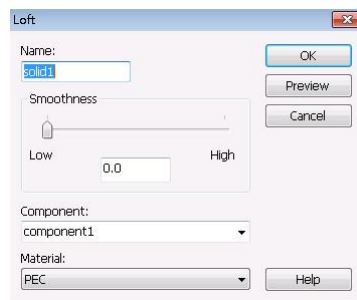 Loft
Name:
OK
solid1
Preview
Smoothness
Cancel
Low
High
0.0
Component:
component1
Material:
PEC
Help